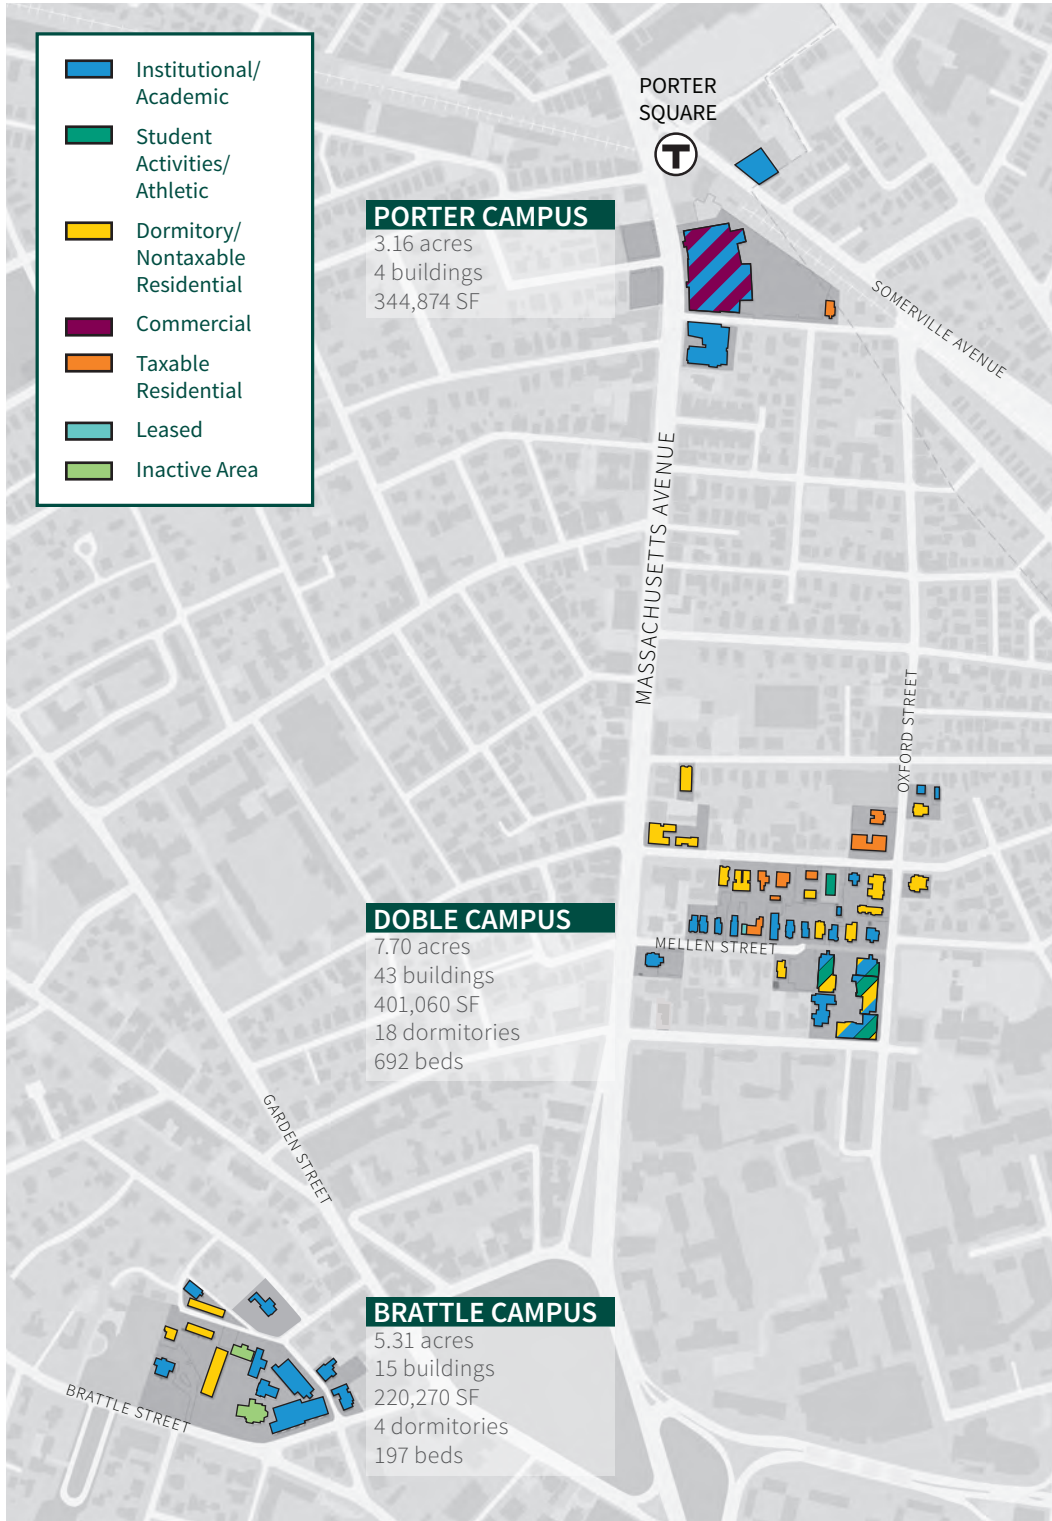 Institutional/
Academic
Student
Activities/
Athletic
Dormitory/
Nontaxable
Residential
Commercial
Taxable
Residential
Leased
Inactive Area
PORTER
SQUARE
T
PORTER CAMPUS
3.16 acres
4 buildings
344,874 SF
SOMERVILLE AVENUE
MASSACHUSETTS AVENUE
OXFORD STREET
DOBLE CAMPUS
7.70 acres
43 buildings
401,060 SF
18 dormitories
692 beds
MELLEN STREET
GARDEN STREET
BRATTLE CAMPUS
5.31 acres
15 buildings
220,270 SF
4 dormitories
197 beds
BRATTLE STREET